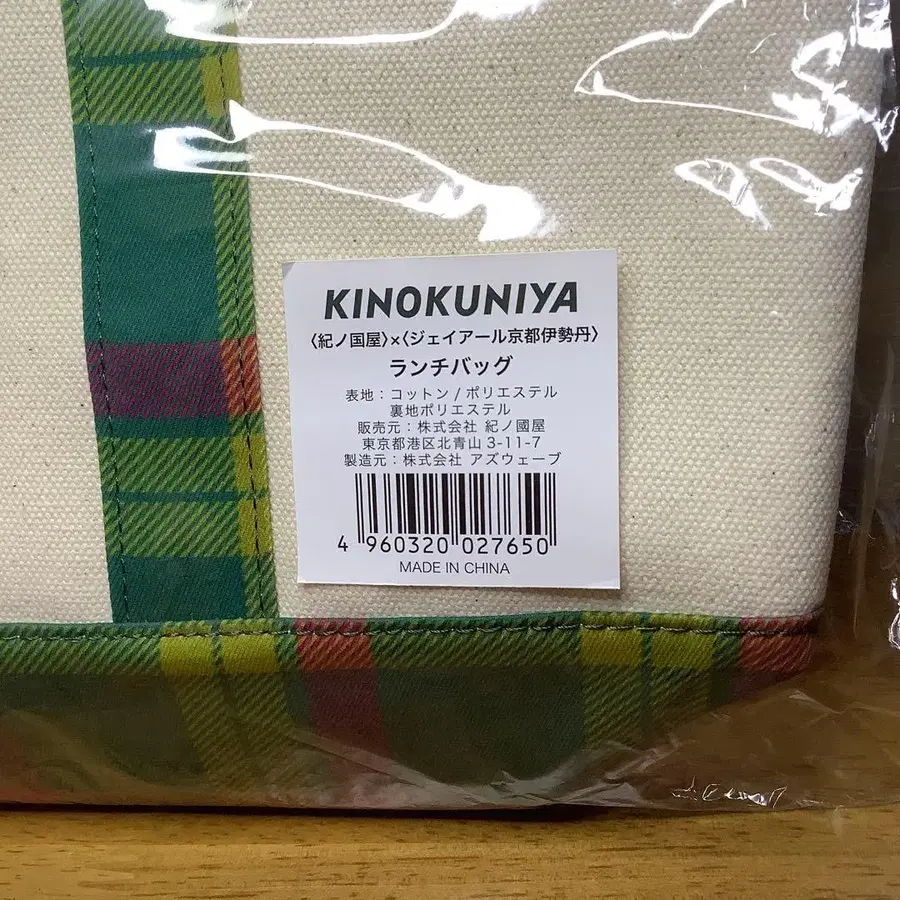 KINOKUNIYA
〈紀ノ国屋〉×〈ジェイアール京都伊勢丹〉
ランチバッグ
表地：コットン / ポリエステル
裏地ポリエステル
販売元：株式会社 紀ノ國屋
東京都港区北青山 3-11-7
製造元：株式会社 アズウェーブ
4 960320 027650
MADE IN CHINA